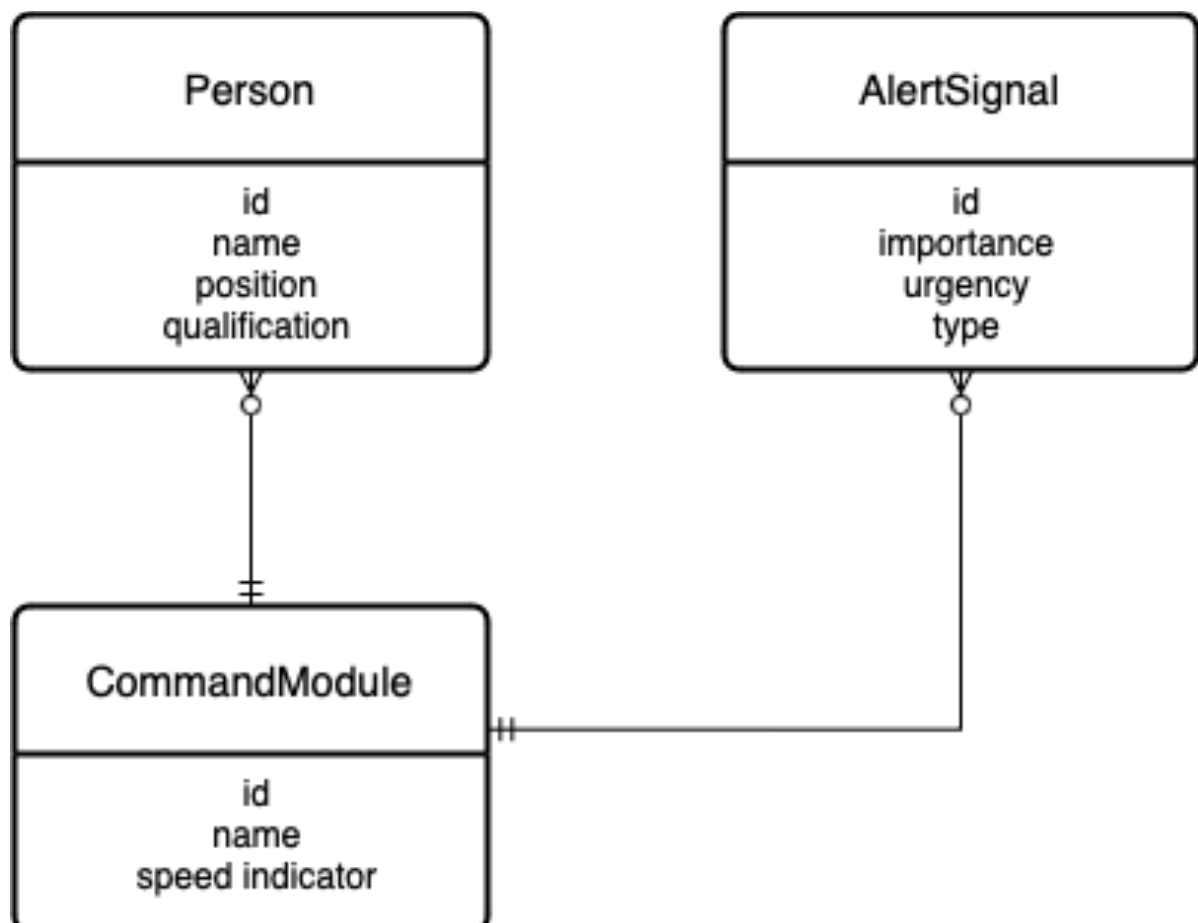 Person
id
name
position
qualification
AlertSignal
id
importance
urgency
type
CommandModule
id
name
speed indicator